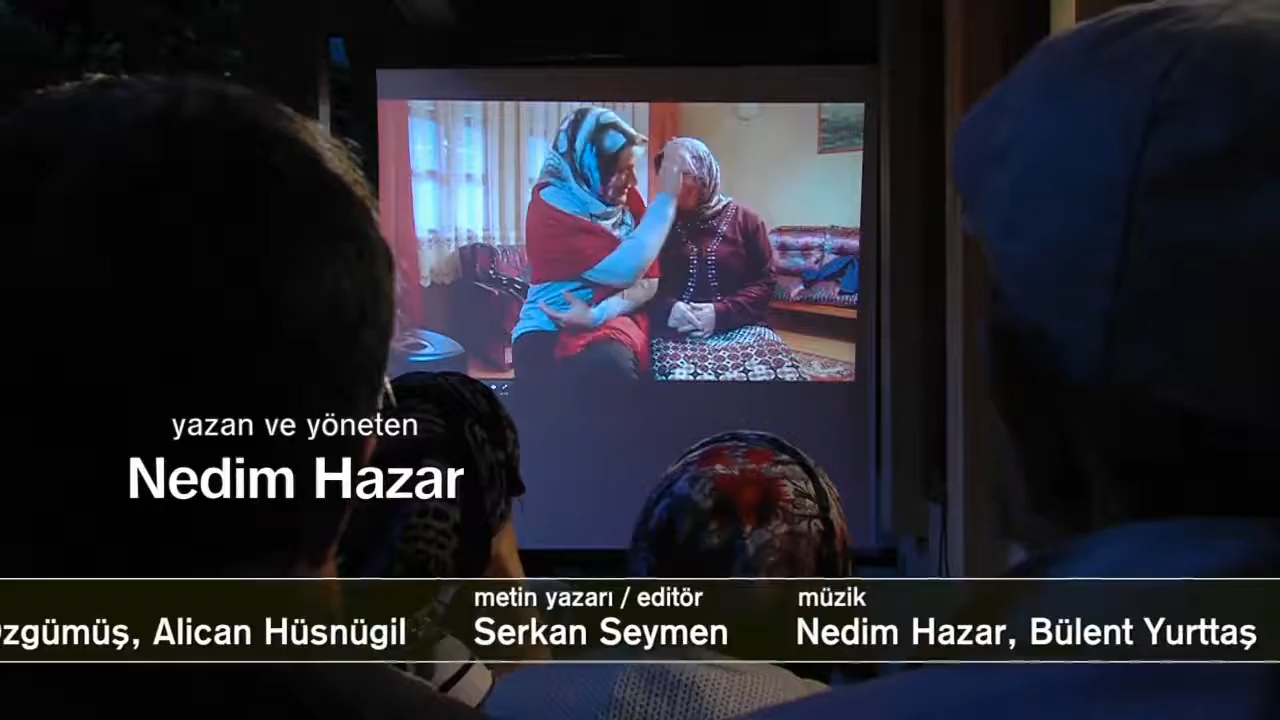 yazan ve yöneten
Nedim Hazar
metin yazarı / editör
müzik
Alican Hüsnügil
Serkan Seymen
Nedim Hazar, Bülent Yurttaş